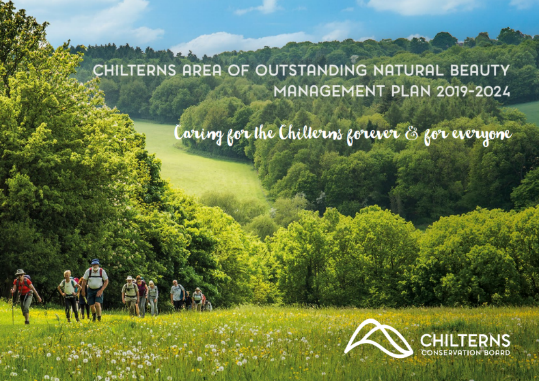 CHILTERNS AREA OF OUTSTANDING NATURAL BEAUTY
MANAGEMENT PLAN 2019-2024
Caring for the Chilterns forever & for everyone
CHILTERNS
CONSERVATION BOARD